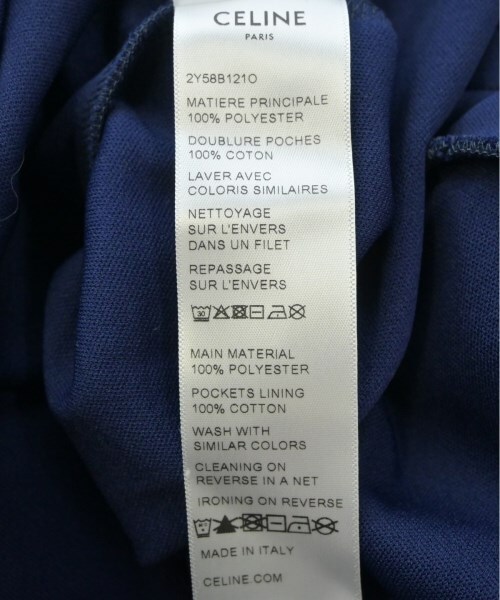 CELINE
PARIS
2Y58B121O
MATIERE PRINCIPALE
100% POLYESTER
DOUBLURE POCHES
100% COTON
LAVER AVEC
COLORIS SIMILAIRES
NETTOYAGE
SUR L'ENVERS
DANS UN FILET
REPASSAGE
SUR L'ENVERS
30
MAIN MATERIAL
100% POLYESTER
POCKETS LINING
100% COTTON
WASH WITH
SIMILAR COLORS
CLEANING ON
REVERSE IN A NET
IRONING ON REVERSE
MADE IN ITALY
CELINE.COM